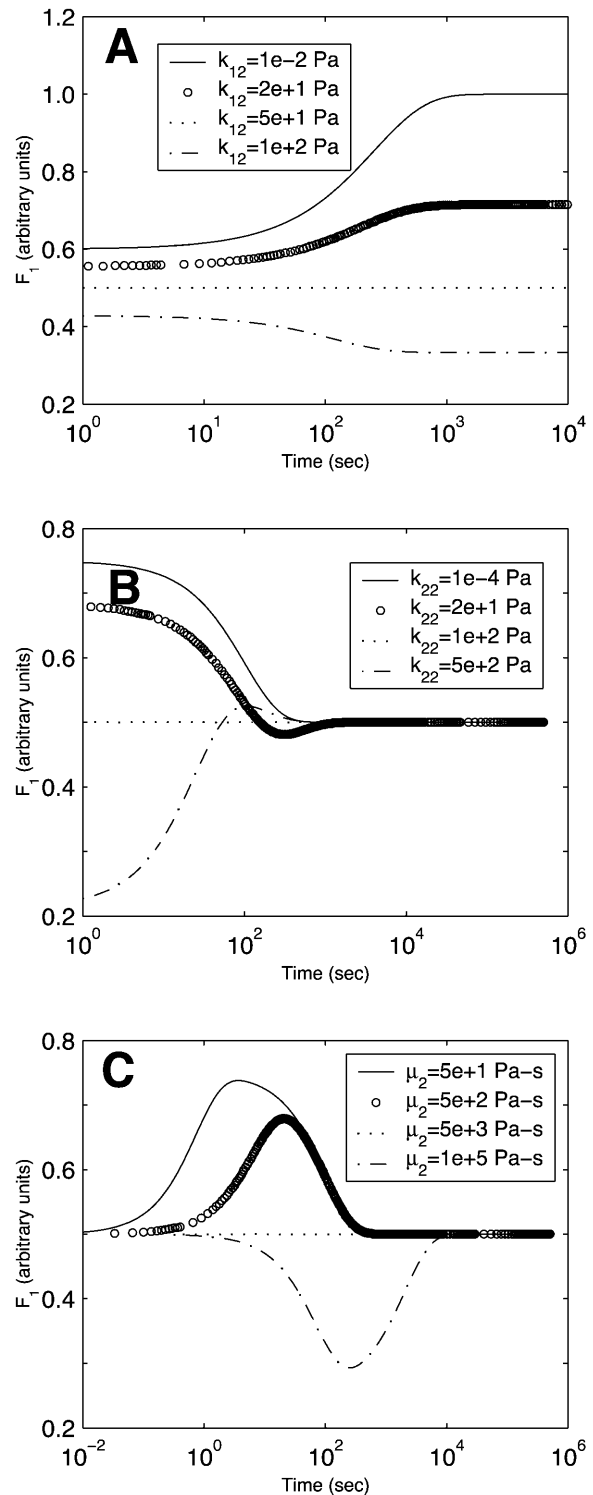 A
k12=1e−2 Pa
k12=2e+1 Pa
k12=5e+1 Pa
k12=1e+2 Pa
1.2
1.0
0.8
0.6
0.4
0.2
F1 (arbitrary units)
10^0 10^1 10^2 10^3 10^4
Time (sec)
B
k22=1e−4 Pa
k22=2e+1 Pa
k22=1e+2 Pa
k22=5e+2 Pa
0.8
0.6
0.4
0.2
F1 (arbitrary units)
10^0 10^2 10^4 10^6
Time (sec)
C
μ2=5e+1 Pa−s
μ2=5e+2 Pa−s
μ2=5e+3 Pa−s
μ2=1e+5 Pa−s
0.8
0.6
0.4
0.2
F1 (arbitrary units)
10^−2 10^0 10^2 10^4 10^6
Time (sec)